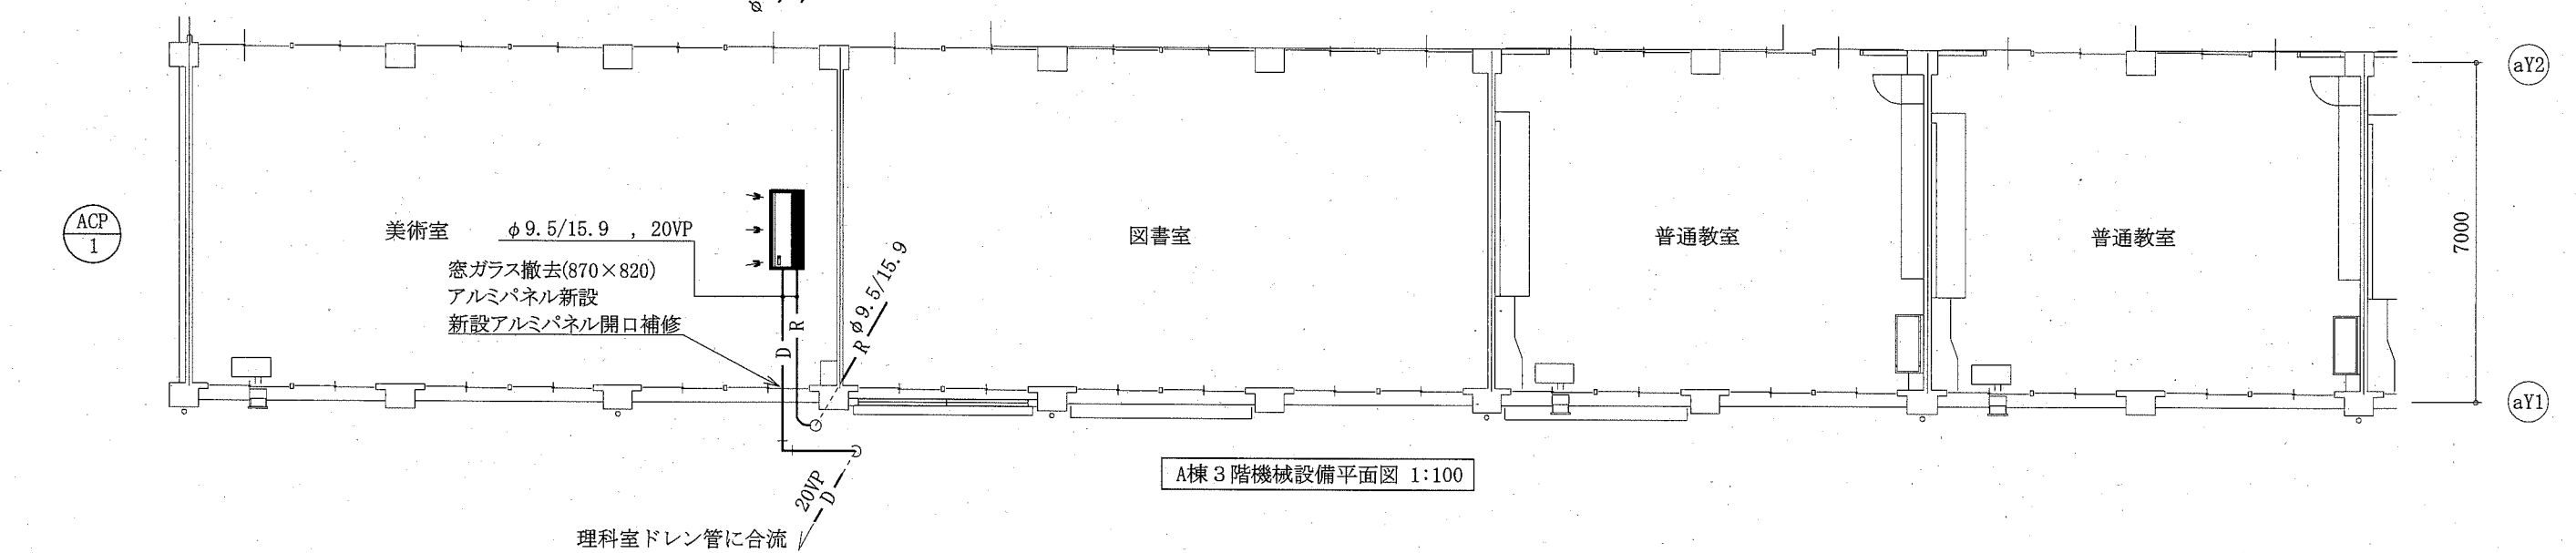 aY2
ACP
1
美術室
φ9.5/15.9 , 20VP
窓ガラス撤去(870×820)
アルミパネル新設
新設アルミパネル開口補修
R
D
R φ9.5/15.9
図書室
普通教室
普通教室
7000
aY1
20VP
D
A棟3階機械設備平面図 1:100
理科室ドレン管に合流